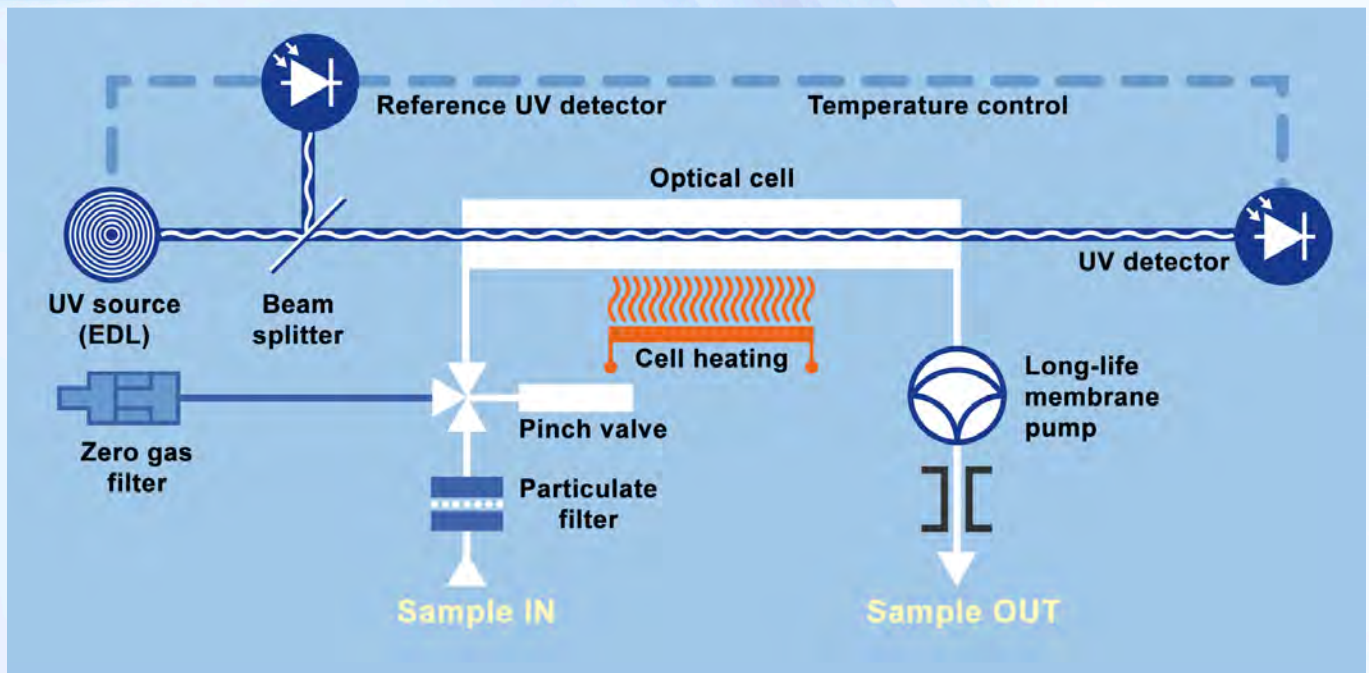 Reference UV detector
Temperature control
Optical cell
UV detector
UV source
(EDL)
Beam
splitter
Cell heating
Long-life
membrane
pump
Pinch valve
Zero gas
filter
Particulate
filter
Sample IN
Sample OUT